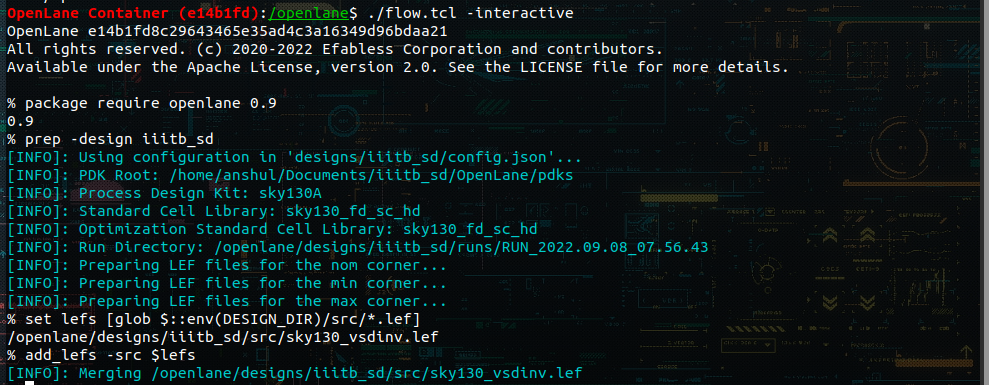 OpenLane Container (e14b1fd):/openlane$ ./flow.tcl -interactive
OpenLane e14b1fd8c29643465e35ad4c3a16349d96bdaa21
All rights reserved. (c) 2020-2022 Efabless Corporation and contributors.
Available under the Apache License, version 2.0. See the LICENSE file for more details.
% package require openlane 0.9
0.9
% prep -design iiitb_sd
[INFO]: Using configuration in 'designs/iiitb_sd/config.json'...
[INFO]: PDK Root: /home/anshul/Documents/iiitb_sd/OpenLane/pdks
[INFO]: Process Design Kit: sky130A
[INFO]: Standard Cell Library: sky130_fd_sc_hd
[INFO]: Optimization Standard Cell Library: sky130_fd_sc_hd
[INFO]: Run Directory: /openlane/designs/iiitb_sd/runs/RUN_2022.09.08_07.56.43
[INFO]: Preparing LEF files for the nom corner...
[INFO]: Preparing LEF files for the min corner...
[INFO]: Preparing LEF files for the max corner...
% set lefs [glob $::env(DESIGN_DIR)/src/*.lef]
/openlane/designs/iiitb_sd/src/sky130_vsdinv.lef
% add_lefs -src $lefs
[INFO]: Merging /openlane/designs/iiitb_sd/src/sky130_vsdinv.lef